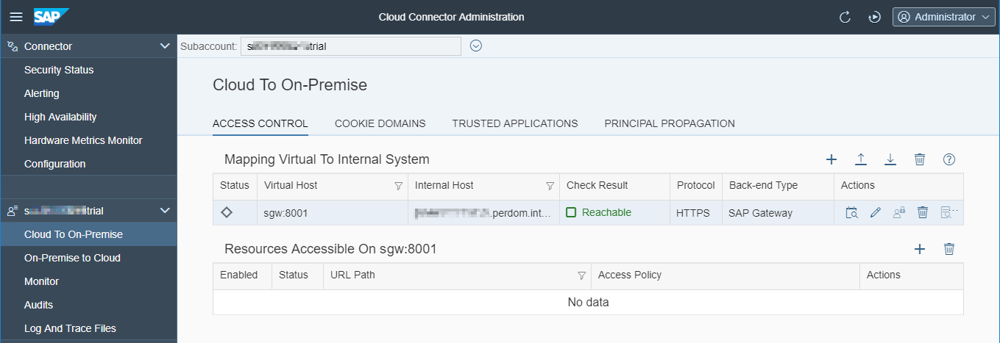 SAP Cloud Connector Administration Administrator
Connector
Subaccount: trial
Security Status
Alerting
High Availability
Hardware Metrics Monitor
Configuration
trial
Cloud To On-Premise
On-Premise to Cloud
Monitor
Audits
Log And Trace Files
Cloud To On-Premise
ACCESS CONTROL COOKIE DOMAINS TRUSTED APPLICATIONS PRINCIPAL PROPAGATION
Mapping Virtual To Internal System
Status Virtual Host Internal Host Check Result Protocol Back-end Type Actions
sgw:8001 .perdom.int... Reachable HTTPS SAP Gateway
Resources Accessible On sgw:8001
Enabled Status URL Path Access Policy Actions
No data